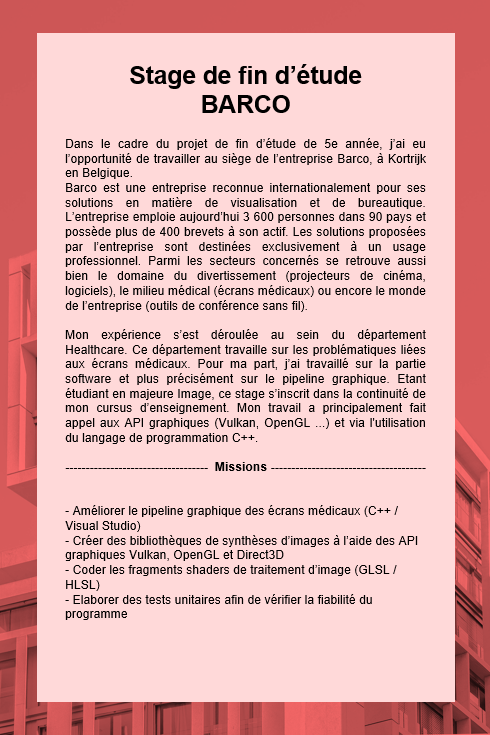 Stage de fin d’étude
BARCO
Dans le cadre du projet de fin d’étude de 5e année, j’ai eu
l’opportunité de travailler au siège de l’entreprise Barco, à Kortrijk
en Belgique.
Barco est une entreprise reconnue internationalement pour ses
solutions en matière de visualisation et de bureautique.
L’entreprise emploie aujourd’hui 3 600 personnes dans 90 pays et
possède plus de 400 brevets à son actif. Les solutions proposées
par l’entreprise sont destinées exclusivement à un usage
professionnel. Parmi les secteurs concernés se retrouve aussi
bien le domaine du divertissement (projecteurs de cinéma,
logiciels), le milieu médical (écrans médicaux) ou encore le monde
de l’entreprise (outils de conférence sans fil).
Mon expérience s’est déroulée au sein du département
Healthcare. Ce département travaille sur les problématiques liées
aux écrans médicaux. Pour ma part, j’ai travaillé sur la partie
software et plus précisément sur le pipeline graphique. Etant
étudiant en majeure Image, ce stage s’inscrit dans la continuité de
mon cursus d’enseignement. Mon travail a principalement fait
appel aux API graphiques (Vulkan, OpenGL ...) et via l’utilisation
du langage de programmation C++.
----------------------------------- Missions --------------------------------------
- Améliorer le pipeline graphique des écrans médicaux (C++ /
Visual Studio)
- Créer des bibliothèques de synthèses d’images à l’aide des API
graphiques Vulkan, OpenGL et Direct3D
- Coder les fragments shaders de traitement d’image (GLSL /
HLSL)
- Elaborer des tests unitaires afin de vérifier la fiabilité du
programme